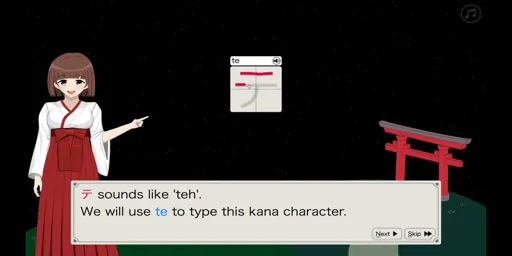 te
テ
テ sounds like 'teh'.
We will use te to type this kana character.
Next
Skip